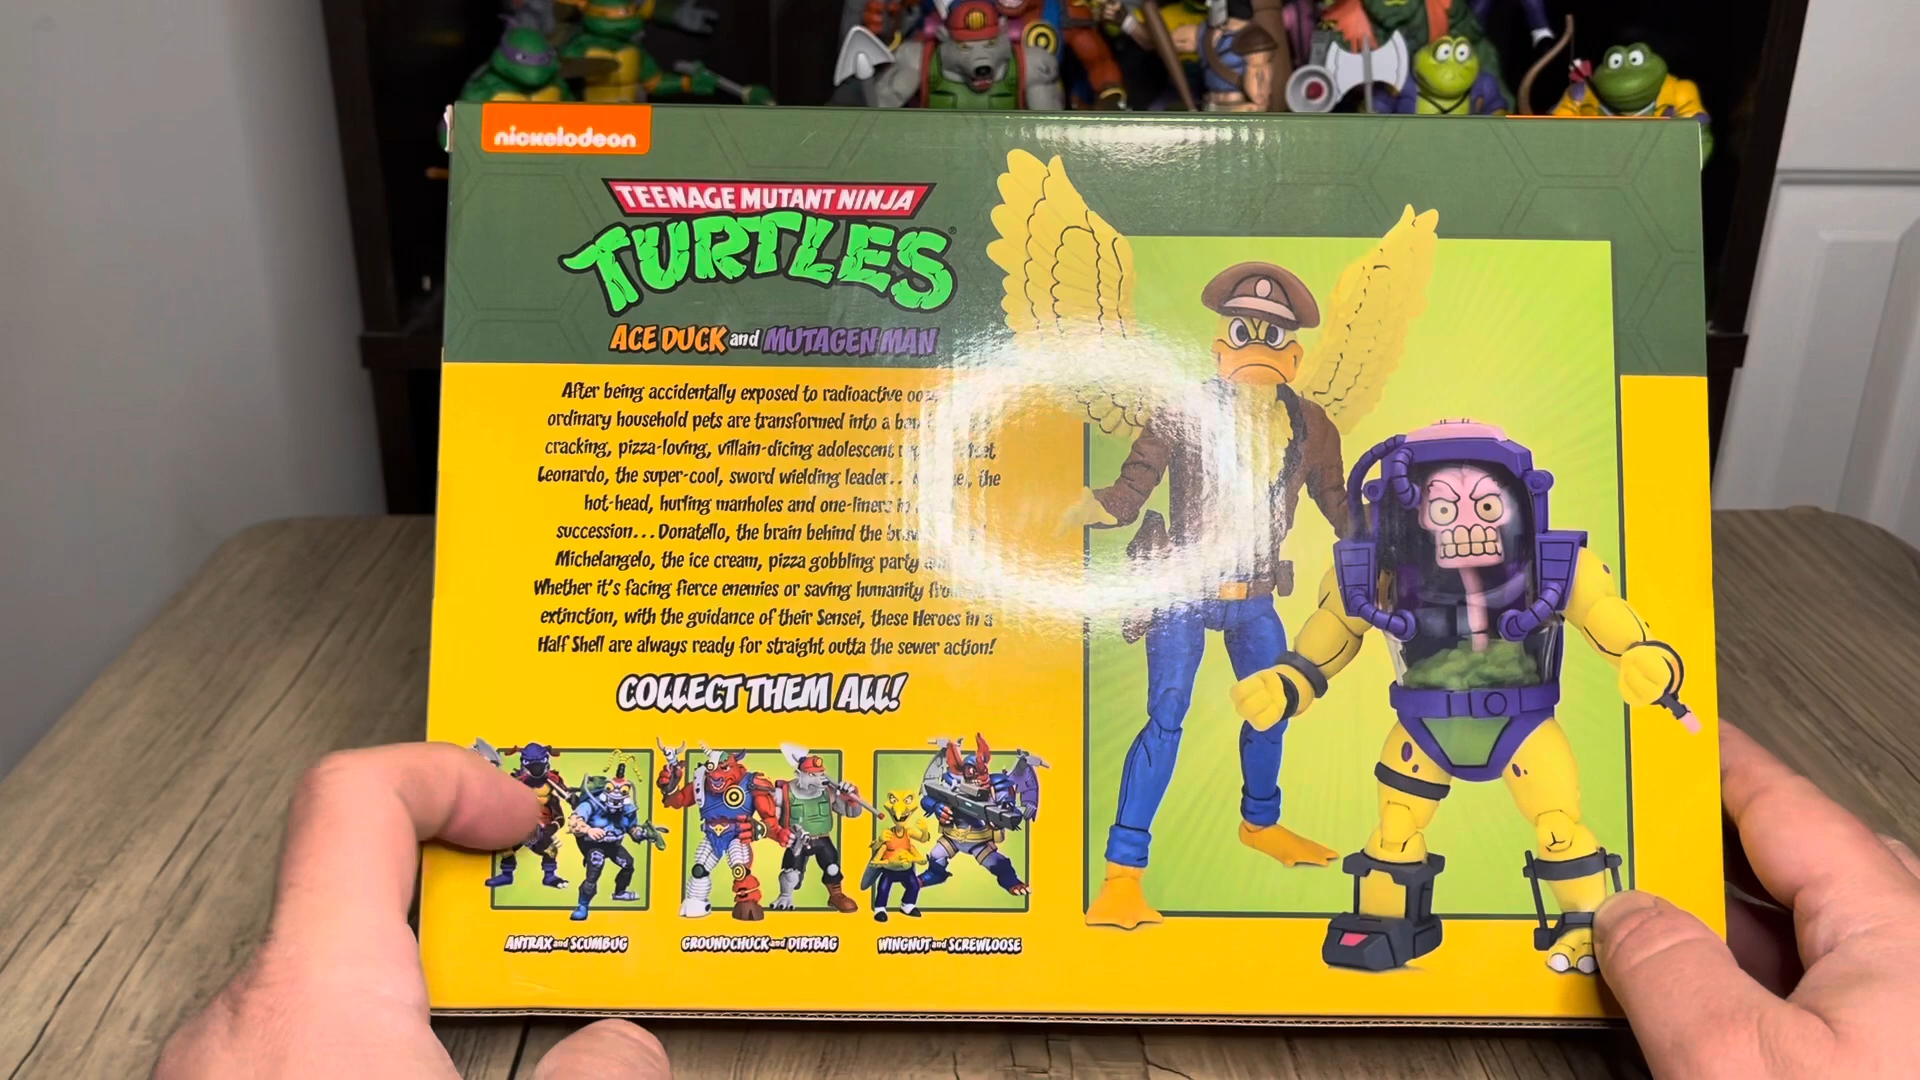 nickelodeon
TEENAGE MUTANT NINJA
TURTLES
ACE DUCK and MUTAGEN MAN
After being accidentally exposed to radioactive
ordinary household pets are transformed into a
cracking, pizza-loving, villain-dicing adolescent
Leonardo, the super-cool, sword wielding leader... the
hot-head, hurling manholes and one-liners in
succession... Donatello, the brain behind the
Michelangelo, the ice cream, pizza gobbling party
Whether it's facing fierce enemies or saving humanity
extinction, with the guidance of their Sensei, these Heroes in a
Half Shell are always ready for straight outta the sewer action!
COLLECT THEM ALL!
ANTRAX and SCUMBUG
GROUNDCHUCK and DIRTBAG
WINGNUT and SCREWLOOSE